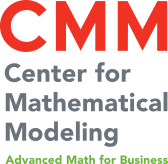 CMM
Center for
Mathematical
Modeling
Advanced Math for Business